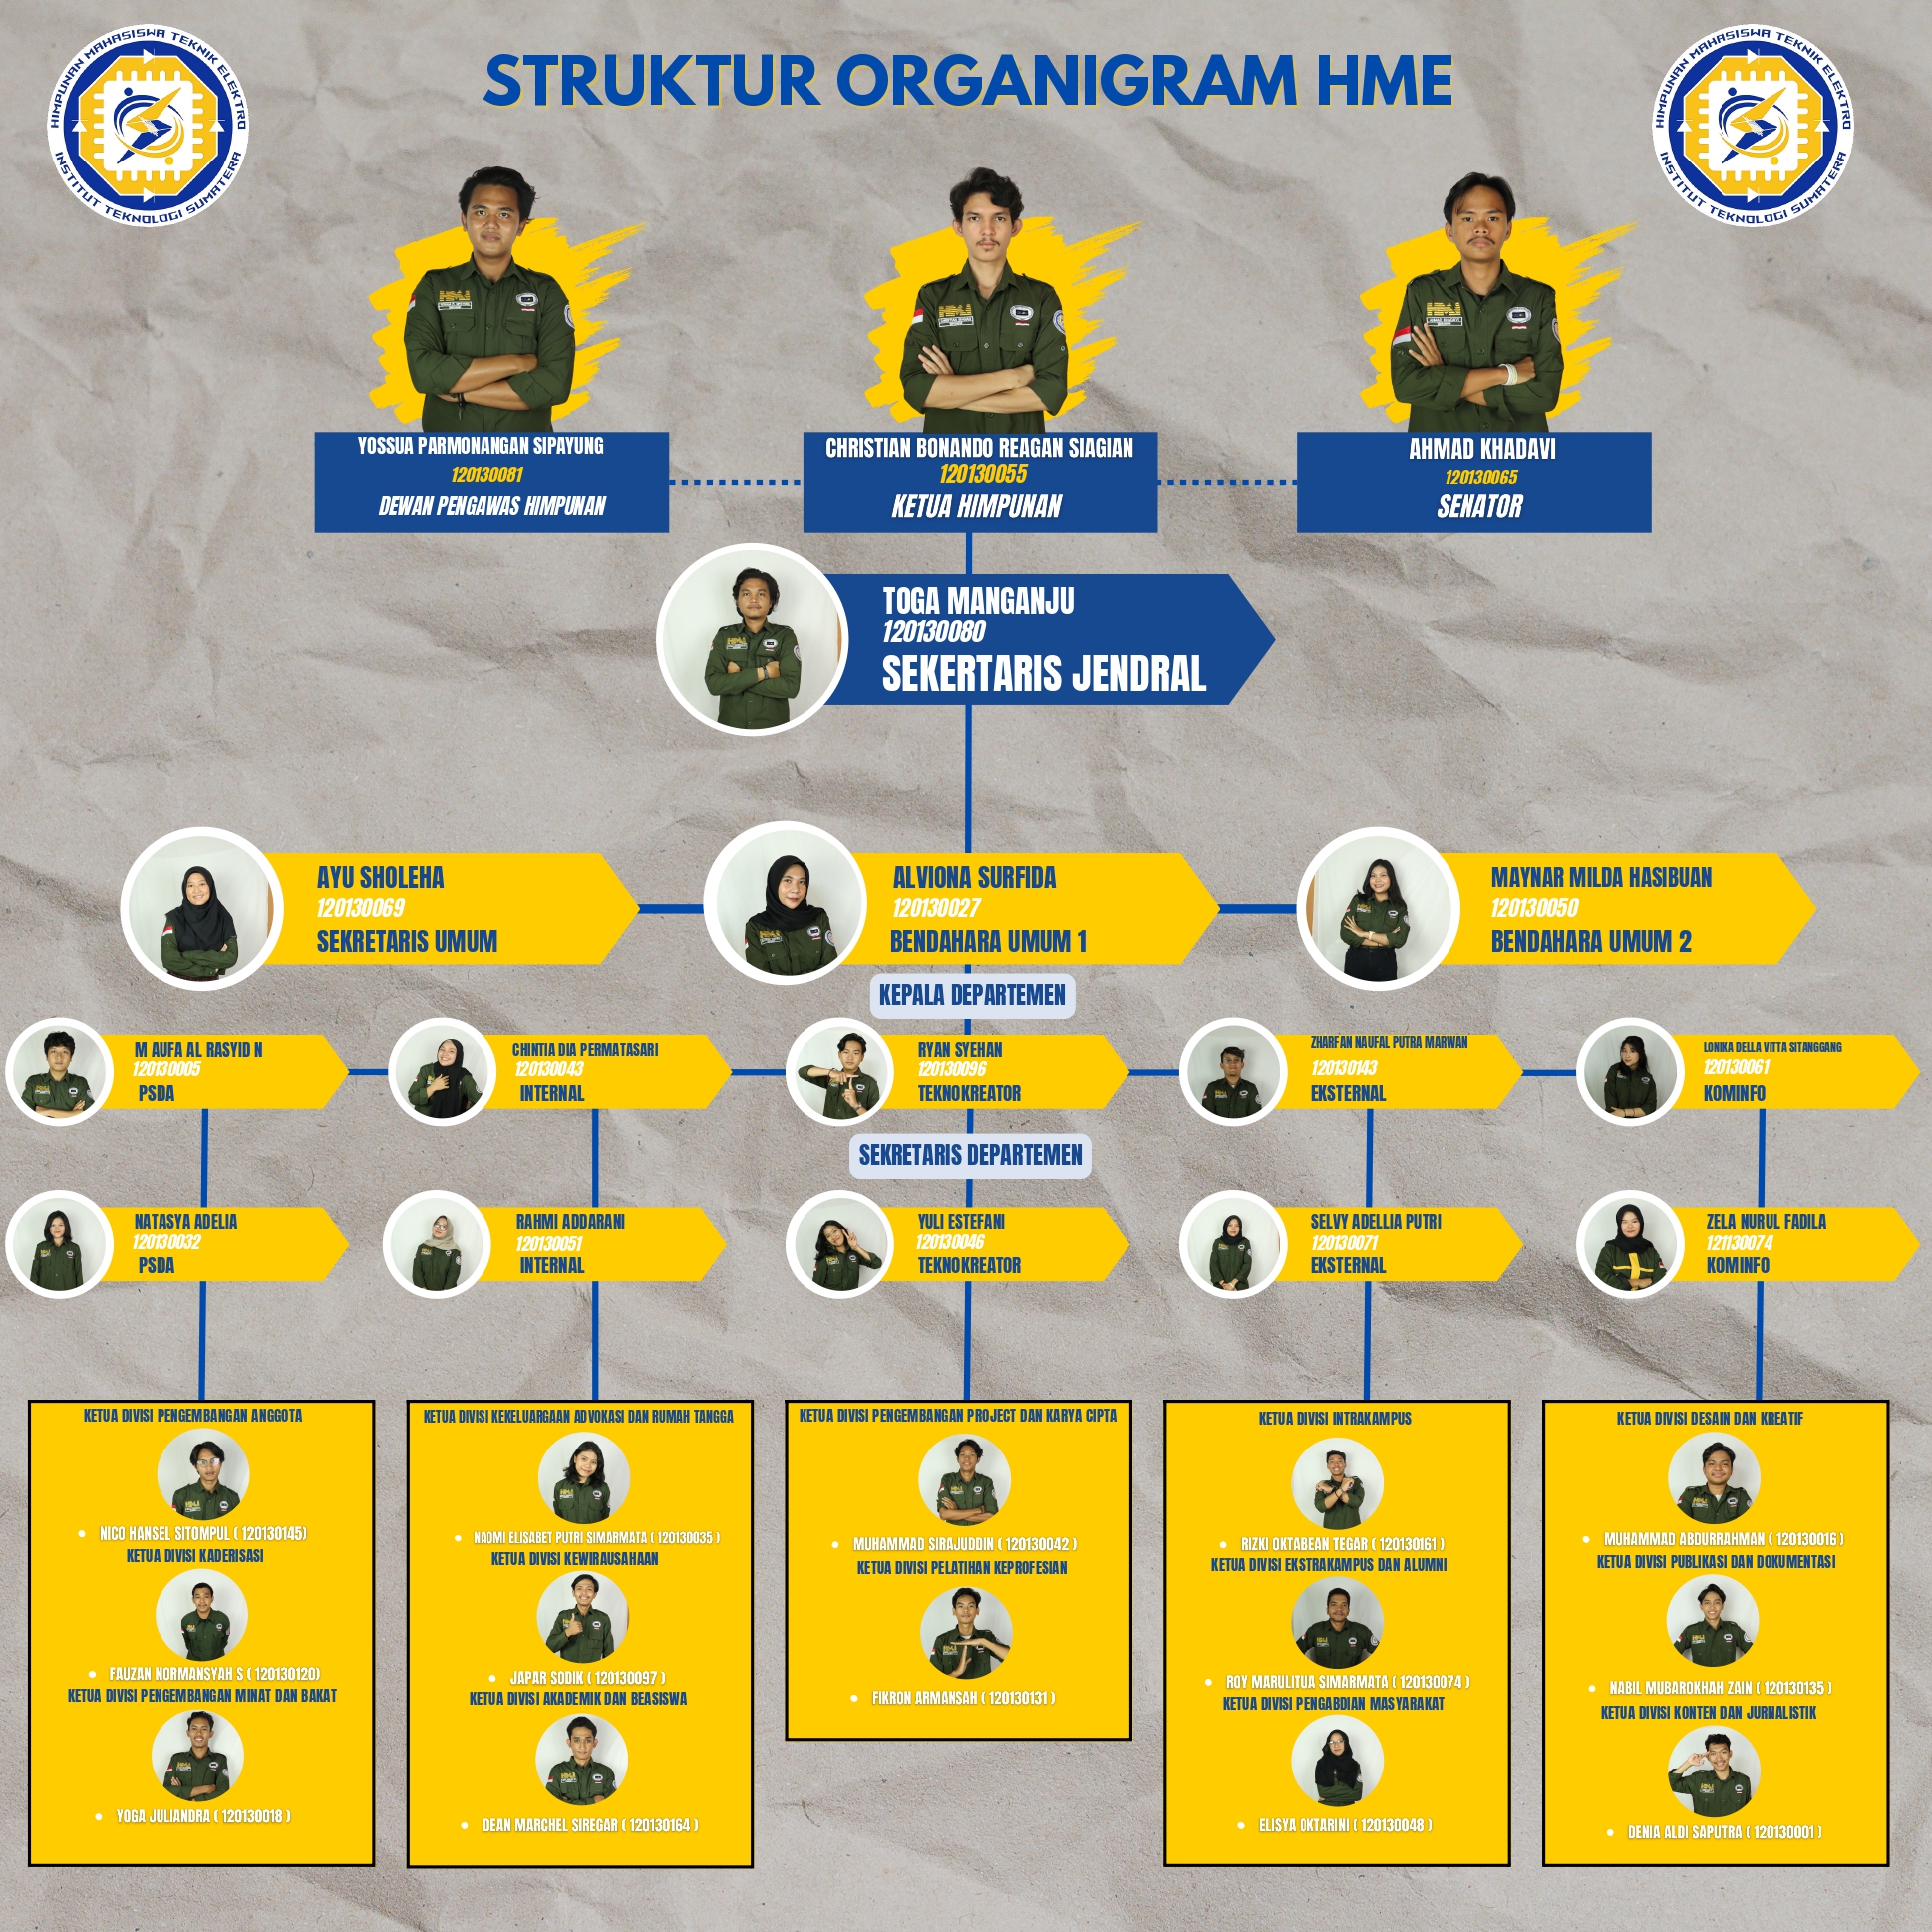 STRUKTUR ORGANIGRAM HME
HIMPUNAN MAHASISWA TEKNIK ELEKTRO
INSTITUT TEKNOLOGI SUMATERA
HIMPUNAN MAHASISWA TEKNIK ELEKTRO
INSTITUT TEKNOLOGI SUMATERA
YOSSUA PARMONANGAN SIPAYUNG
120130081
DEWAN PENGAWAS HIMPUNAN
CHRISTIAN BONANDO REAGAN SIAGIAN
120130055
KETUA HIMPUNAN
AHMAD KHADAVI
120130065
SENATOR
TOGA MANGANJU
120130080
SEKERTARIS JENDRAL
AYU SHOLEHA
120130069
SEKRETARIS UMUM
ALVIONA SURFIDA
120130027
BENDAHARA UMUM 1
MAYNAR MILDA HASIBUAN
120130050
BENDAHARA UMUM 2
KEPALA DEPARTEMEN
M AUFA AL RASYID N
120130005
PSDA
CHINTIA DIA PERMATASARI
120130043
INTERNAL
RYAN SYEHAN
120130096
TEKNOKREATOR
ZHARFAN NAUFAL PUTRA MARWAN
120130143
EKSTERNAL
LONIKA DELLA VITTA SITANGGANG
120130061
KOMINFO
SEKRETARIS DEPARTEMEN
NATASYA ADELIA
120130032
PSDA
RAHMI ADDARANI
120130051
INTERNAL
YULI ESTEFANI
120130046
TEKNOKREATOR
SELVY ADELLIA PUTRI
120130071
EKSTERNAL
ZELA NURUL FADILA
121130074
KOMINFO
KETUA DIVISI PENGEMBANGAN ANGGOTA
• NICO HANSEL SITOMPUL ( 120130145)
KETUA DIVISI KADERISASI
• FAUZAN NORMANSYAH S ( 120130120)
KETUA DIVISI PENGEMBANGAN MINAT DAN BAKAT
• YOGA JULIANDRA ( 120130018 )
KETUA DIVISI KEKELUARGAAN ADVOKASI DAN RUMAH TANGGA
• NAOMI ELISABET PUTRI SIMARMATA ( 120130035 )
KETUA DIVISI KEWIRAUSAHAAN
• JAPAR SODIK ( 120130097 )
KETUA DIVISI AKADEMIK DAN BEASISWA
• DEAN MARCHEL SIREGAR ( 120130164 )
KETUA DIVISI PENGEMBANGAN PROJECT DAN KARYA CIPTA
• MUHAMMAD SIRAJUDDIN ( 120130042 )
KETUA DIVISI PELATIHAN KEPROFESIAN
• FIKRON ARMANSAH ( 120130131 )
KETUA DIVISI INTRAKAMPUS
• RIZKI OKTABEAN TEGAR ( 120130161 )
KETUA DIVISI EKSTRAKAMPUS DAN ALUMNI
• ROY MARULITUA SIMARMATA ( 120130074 )
KETUA DIVISI PENGABDIAN MASYARAKAT
• ELISYA OKTARINI ( 120130048 )
KETUA DIVISI DESAIN DAN KREATIF
• MUHAMMAD ABDURRAHMAN ( 120130016 )
KETUA DIVISI PUBLIKASI DAN DOKUMENTASI
• NABIL MUBAROKHAH ZAIN ( 120130135 )
KETUA DIVISI KONTEN DAN JURNALISTIK
• DENIA ALDI SAPUTRA ( 120130001 )